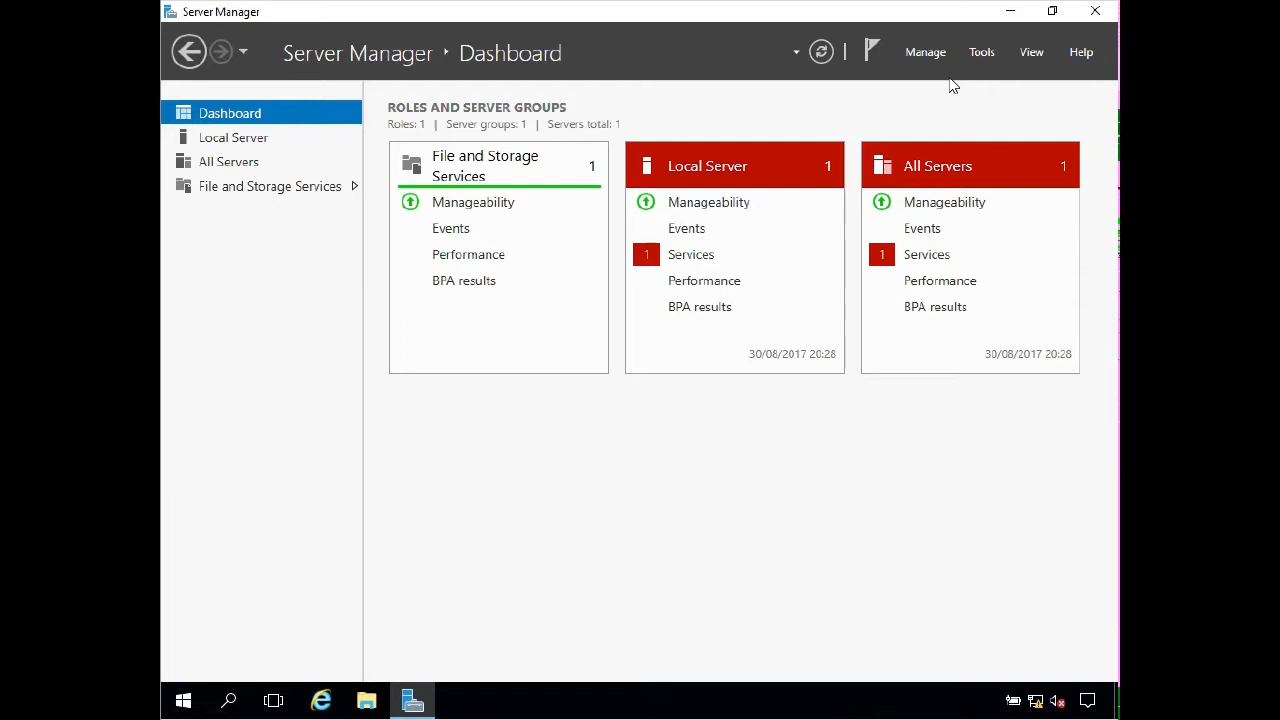 Server Manager
Server Manager Dashboard
Manage Tools View Help
Dashboard
Local Server
All Servers
File and Storage Services
ROLES AND SERVER GROUPS
Roles: 1 | Server groups: 1 | Servers total: 1
File and Storage
Services
1
Manageability
Events
Performance
BPA results
Local Server 1
Manageability
Events
1 Services
Performance
BPA results
30/08/2017 20:28
All Servers 1
Manageability
Events
1 Services
Performance
BPA results
30/08/2017 20:28